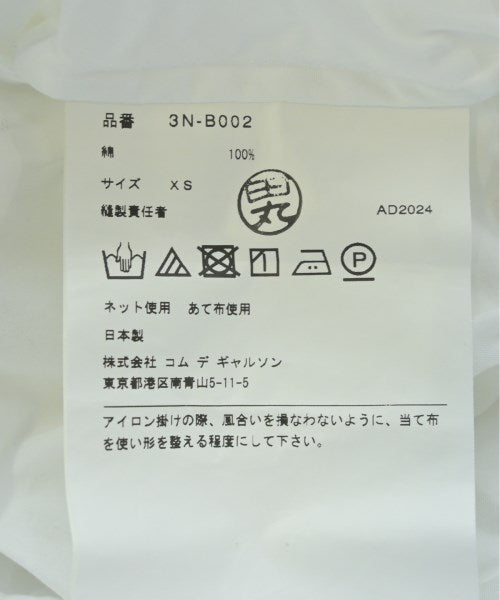 品番 3N-B002
綿 100%
サイズ XS
縫製責任者
AD2024
P
ネット使用 あて布使用
日本製
株式会社 コム デ ギャルソン
東京都港区南青山5-11-5
アイロン掛けの際、風合いを損なわないように、当て布
を使い形を整える程度にして下さい。